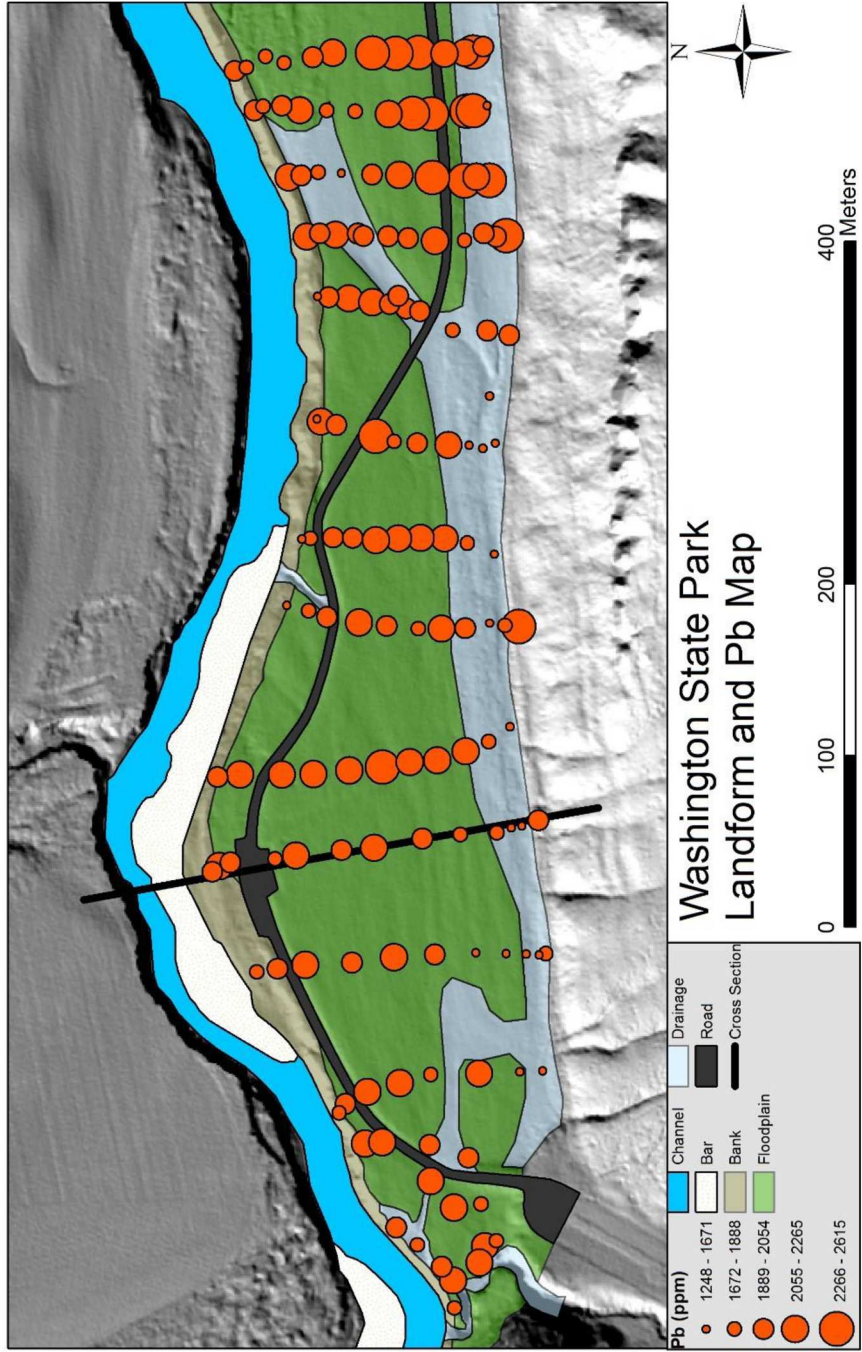 N
Washington State Park
Landform and Pb Map
0
100
200
400
Meters
Pb (ppm)
1248 - 1671
1672 - 1888
1889 - 2054
2055 - 2265
2266 - 2615
Channel
Bar
Bank
Floodplain
Drainage
Road
Cross Section